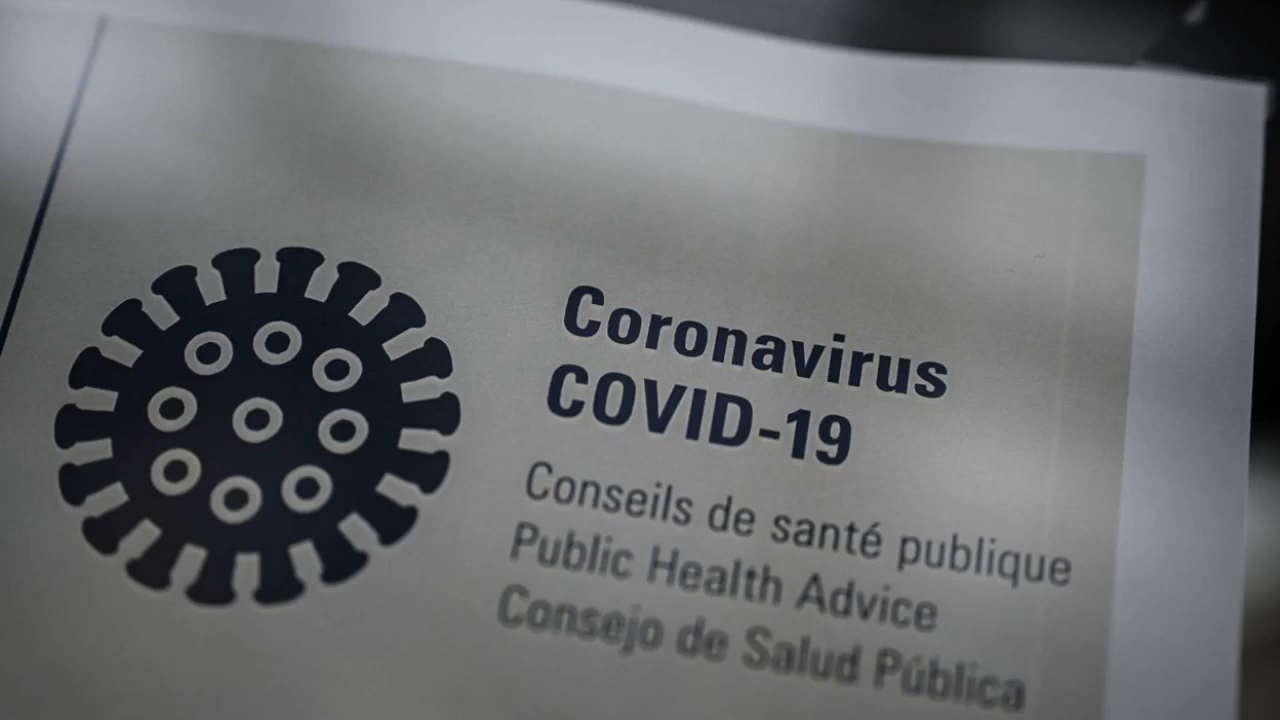 Coronavirus
COVID-19
Conseils de santé publique
Public Health Advice
Consejo de Salud Pública